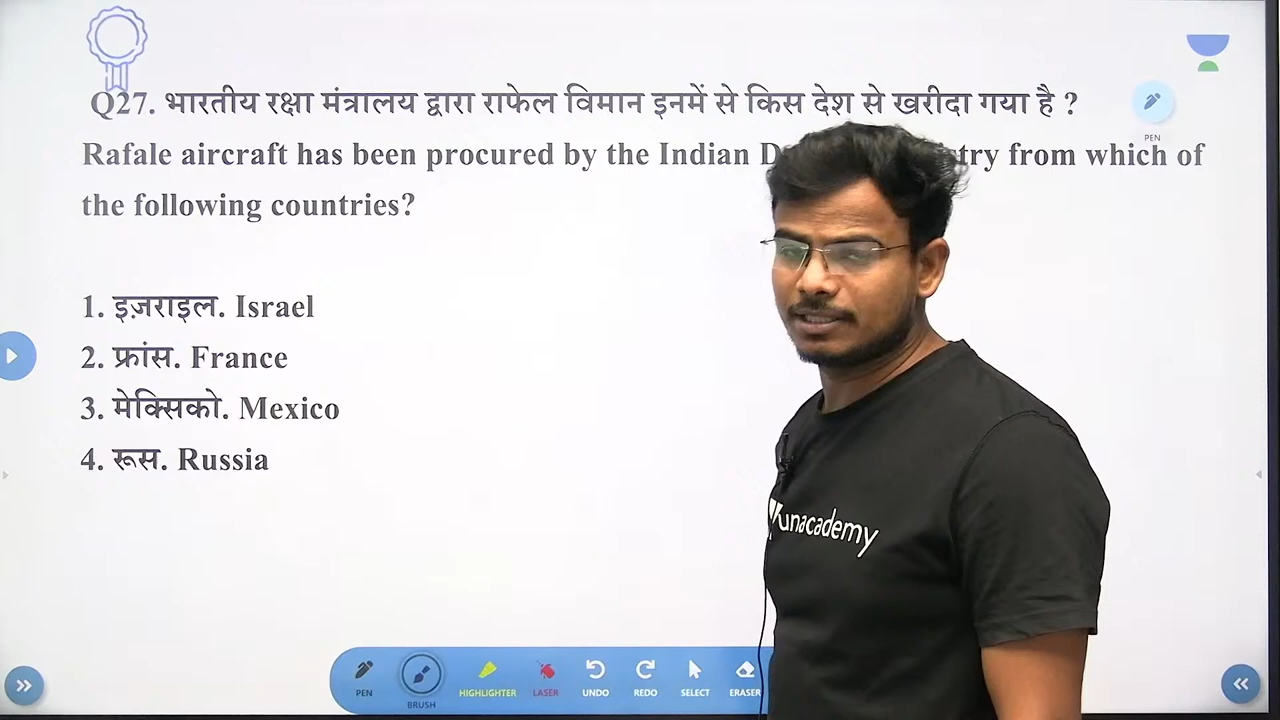 Q27. भारतीय रक्षा मंत्रालय द्वारा राफेल विमान इनमें से किस देश से खरीदा गया है ?
PEN
Rafale aircraft has been procured by the Indian from which of
the following countries?
1. इज़राइल. Israel
2. फ्रांस. France
3. मेक्सिको. Mexico
4. रूस. Russia
unacademy
PEN BRUSH HIGHLIGHTER LASER UNDO REDO SELECT ERASER